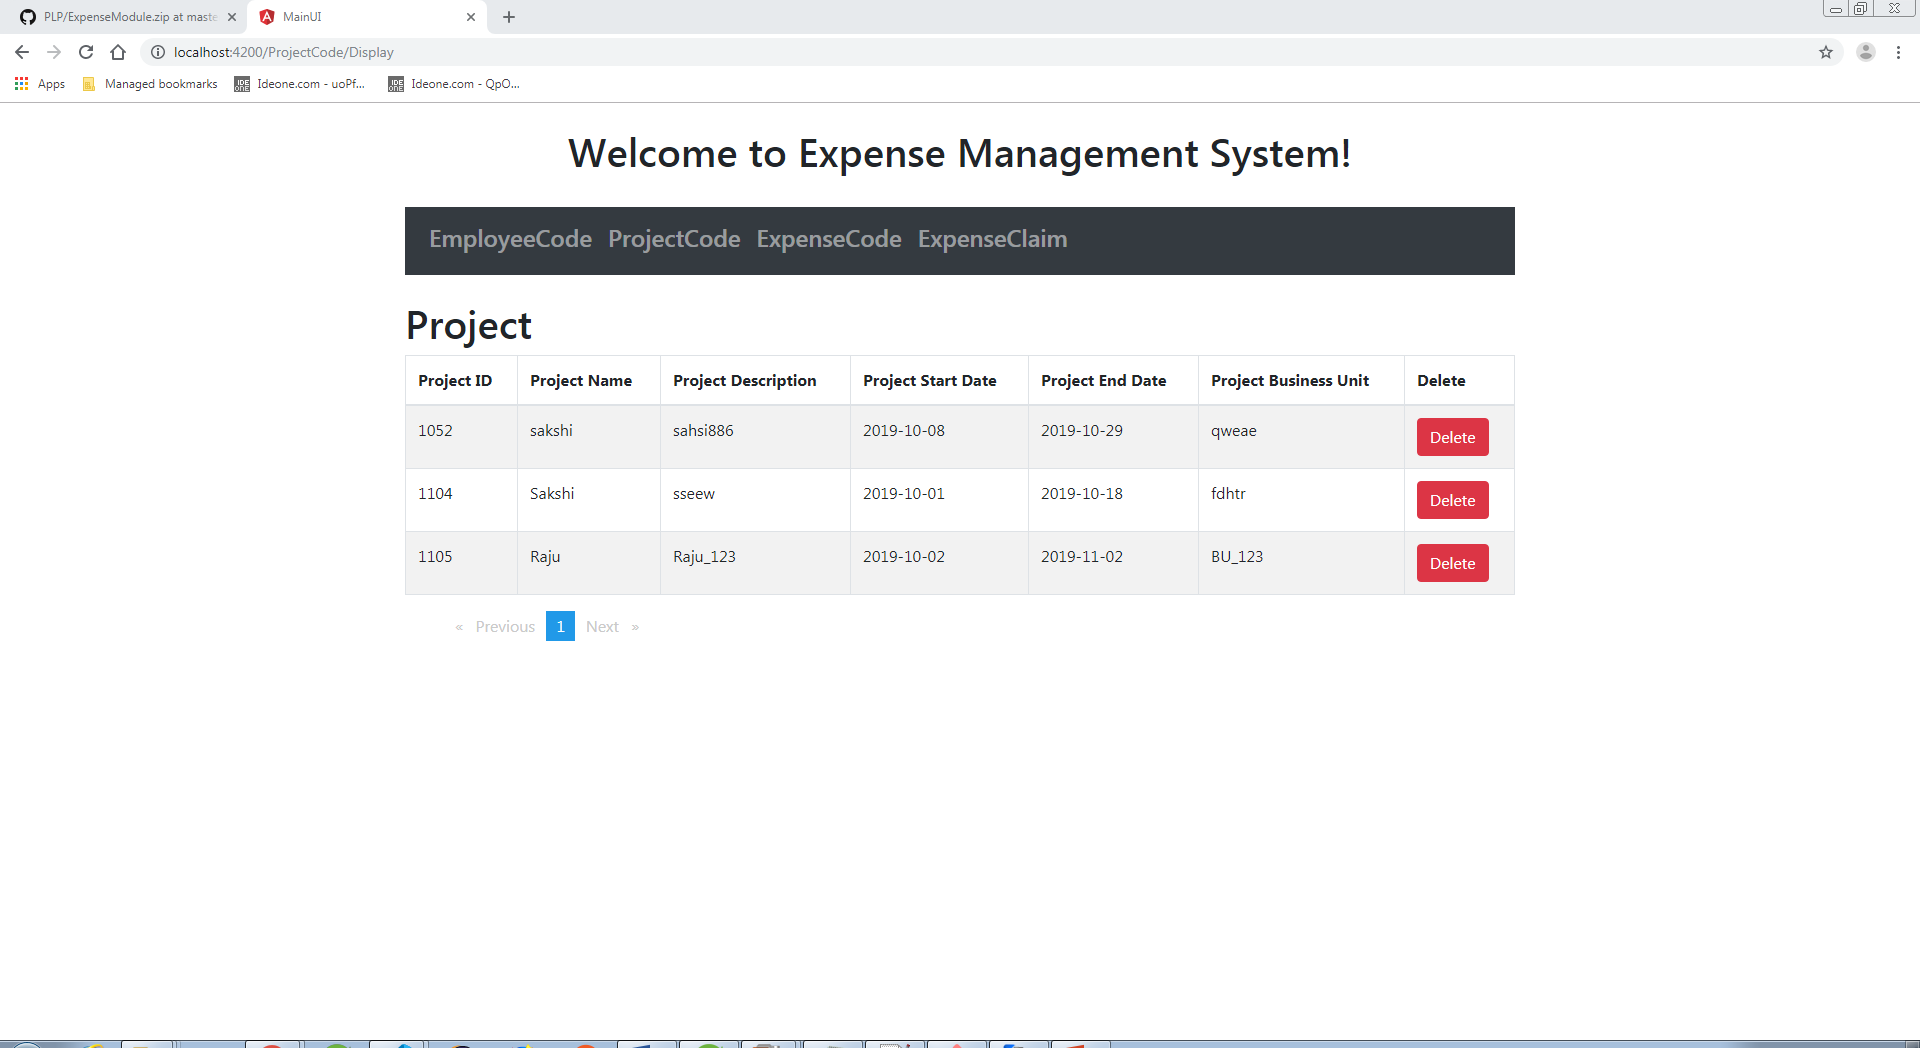 PLP/ExpenseModule.zip at maste
MainUI
localhost:4200/ProjectCode/Display
Apps Managed bookmarks Ideone.com - uoPf... Ideone.com - QpO...
Welcome to Expense Management System!
EmployeeCode ProjectCode ExpenseCode ExpenseClaim
Project
Project ID Project Name Project Description Project Start Date Project End Date Project Business Unit Delete
1052 sakshi sahsi886 2019-10-08 2019-10-29 qweae Delete
1104 Sakshi sseew 2019-10-01 2019-10-18 fdhtr Delete
1105 Raju Raju_123 2019-10-02 2019-11-02 BU_123 Delete
« Previous 1 Next »